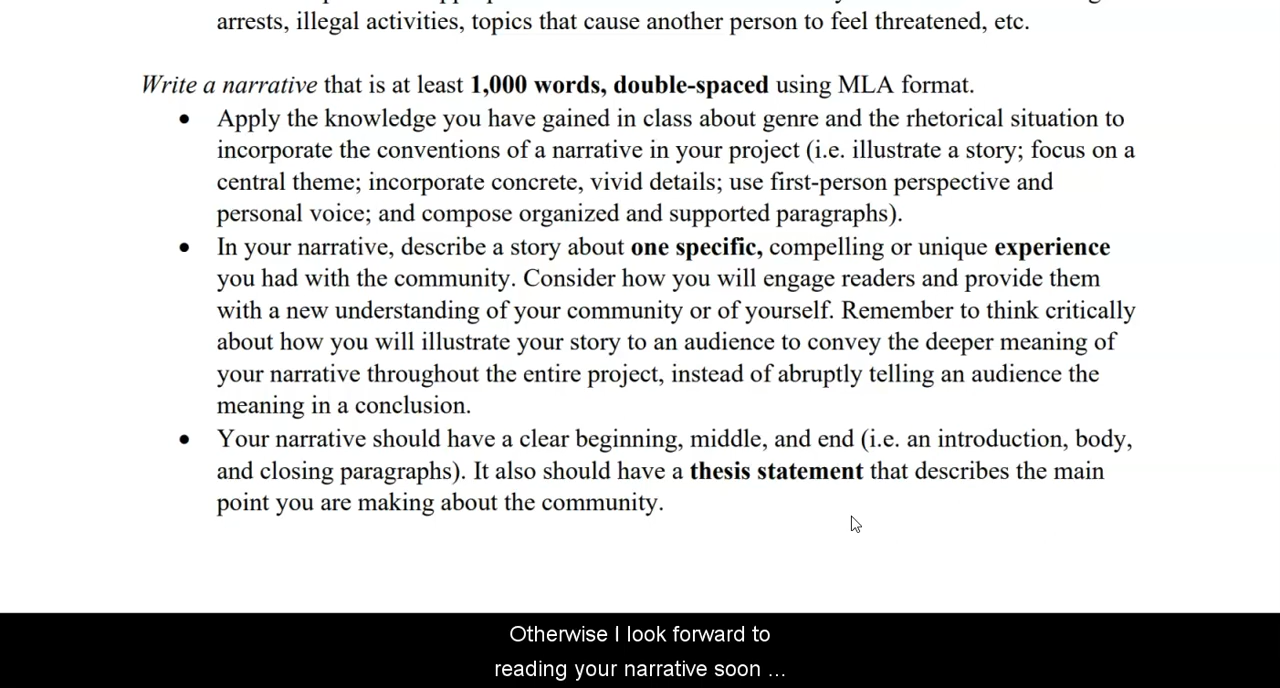 arrests, illegal activities, topics that cause another person to feel threatened, etc.
Write a narrative that is at least 1,000 words, double-spaced using MLA format.
• Apply the knowledge you have gained in class about genre and the rhetorical situation to
incorporate the conventions of a narrative in your project (i.e. illustrate a story; focus on a
central theme; incorporate concrete, vivid details; use first-person perspective and
personal voice; and compose organized and supported paragraphs).
• In your narrative, describe a story about one specific, compelling or unique experience
you had with the community. Consider how you will engage readers and provide them
with a new understanding of your community or of yourself. Remember to think critically
about how you will illustrate your story to an audience to convey the deeper meaning of
your narrative throughout the entire project, instead of abruptly telling an audience the
meaning in a conclusion.
• Your narrative should have a clear beginning, middle, and end (i.e. an introduction, body,
and closing paragraphs). It also should have a thesis statement that describes the main
point you are making about the community.
Otherwise I look forward to
reading your narrative soon ...